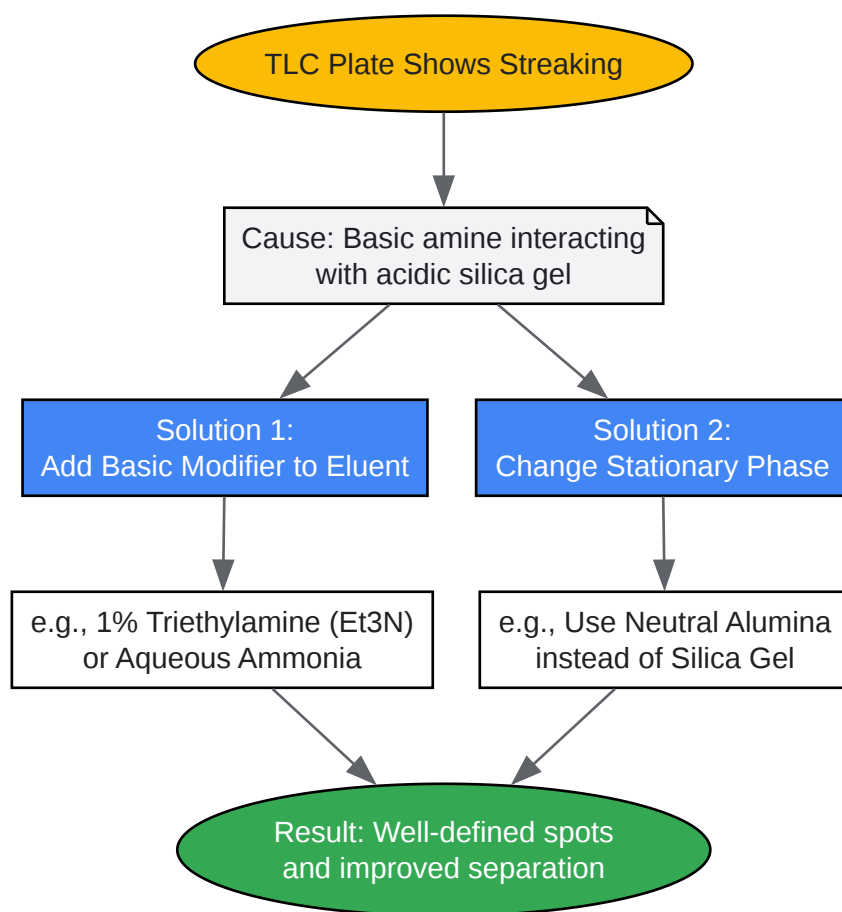 TLC Plate Shows Streaking
Cause: Basic amine interacting
with acidic silica gel
Solution 1:
Add Basic Modifier to Eluent
Solution 2:
Change Stationary Phase
e.g., 1% Triethylamine (Et3N)
or Aqueous Ammonia
e.g., Use Neutral Alumina
instead of Silica Gel
Result: Well-defined spots
and improved separation